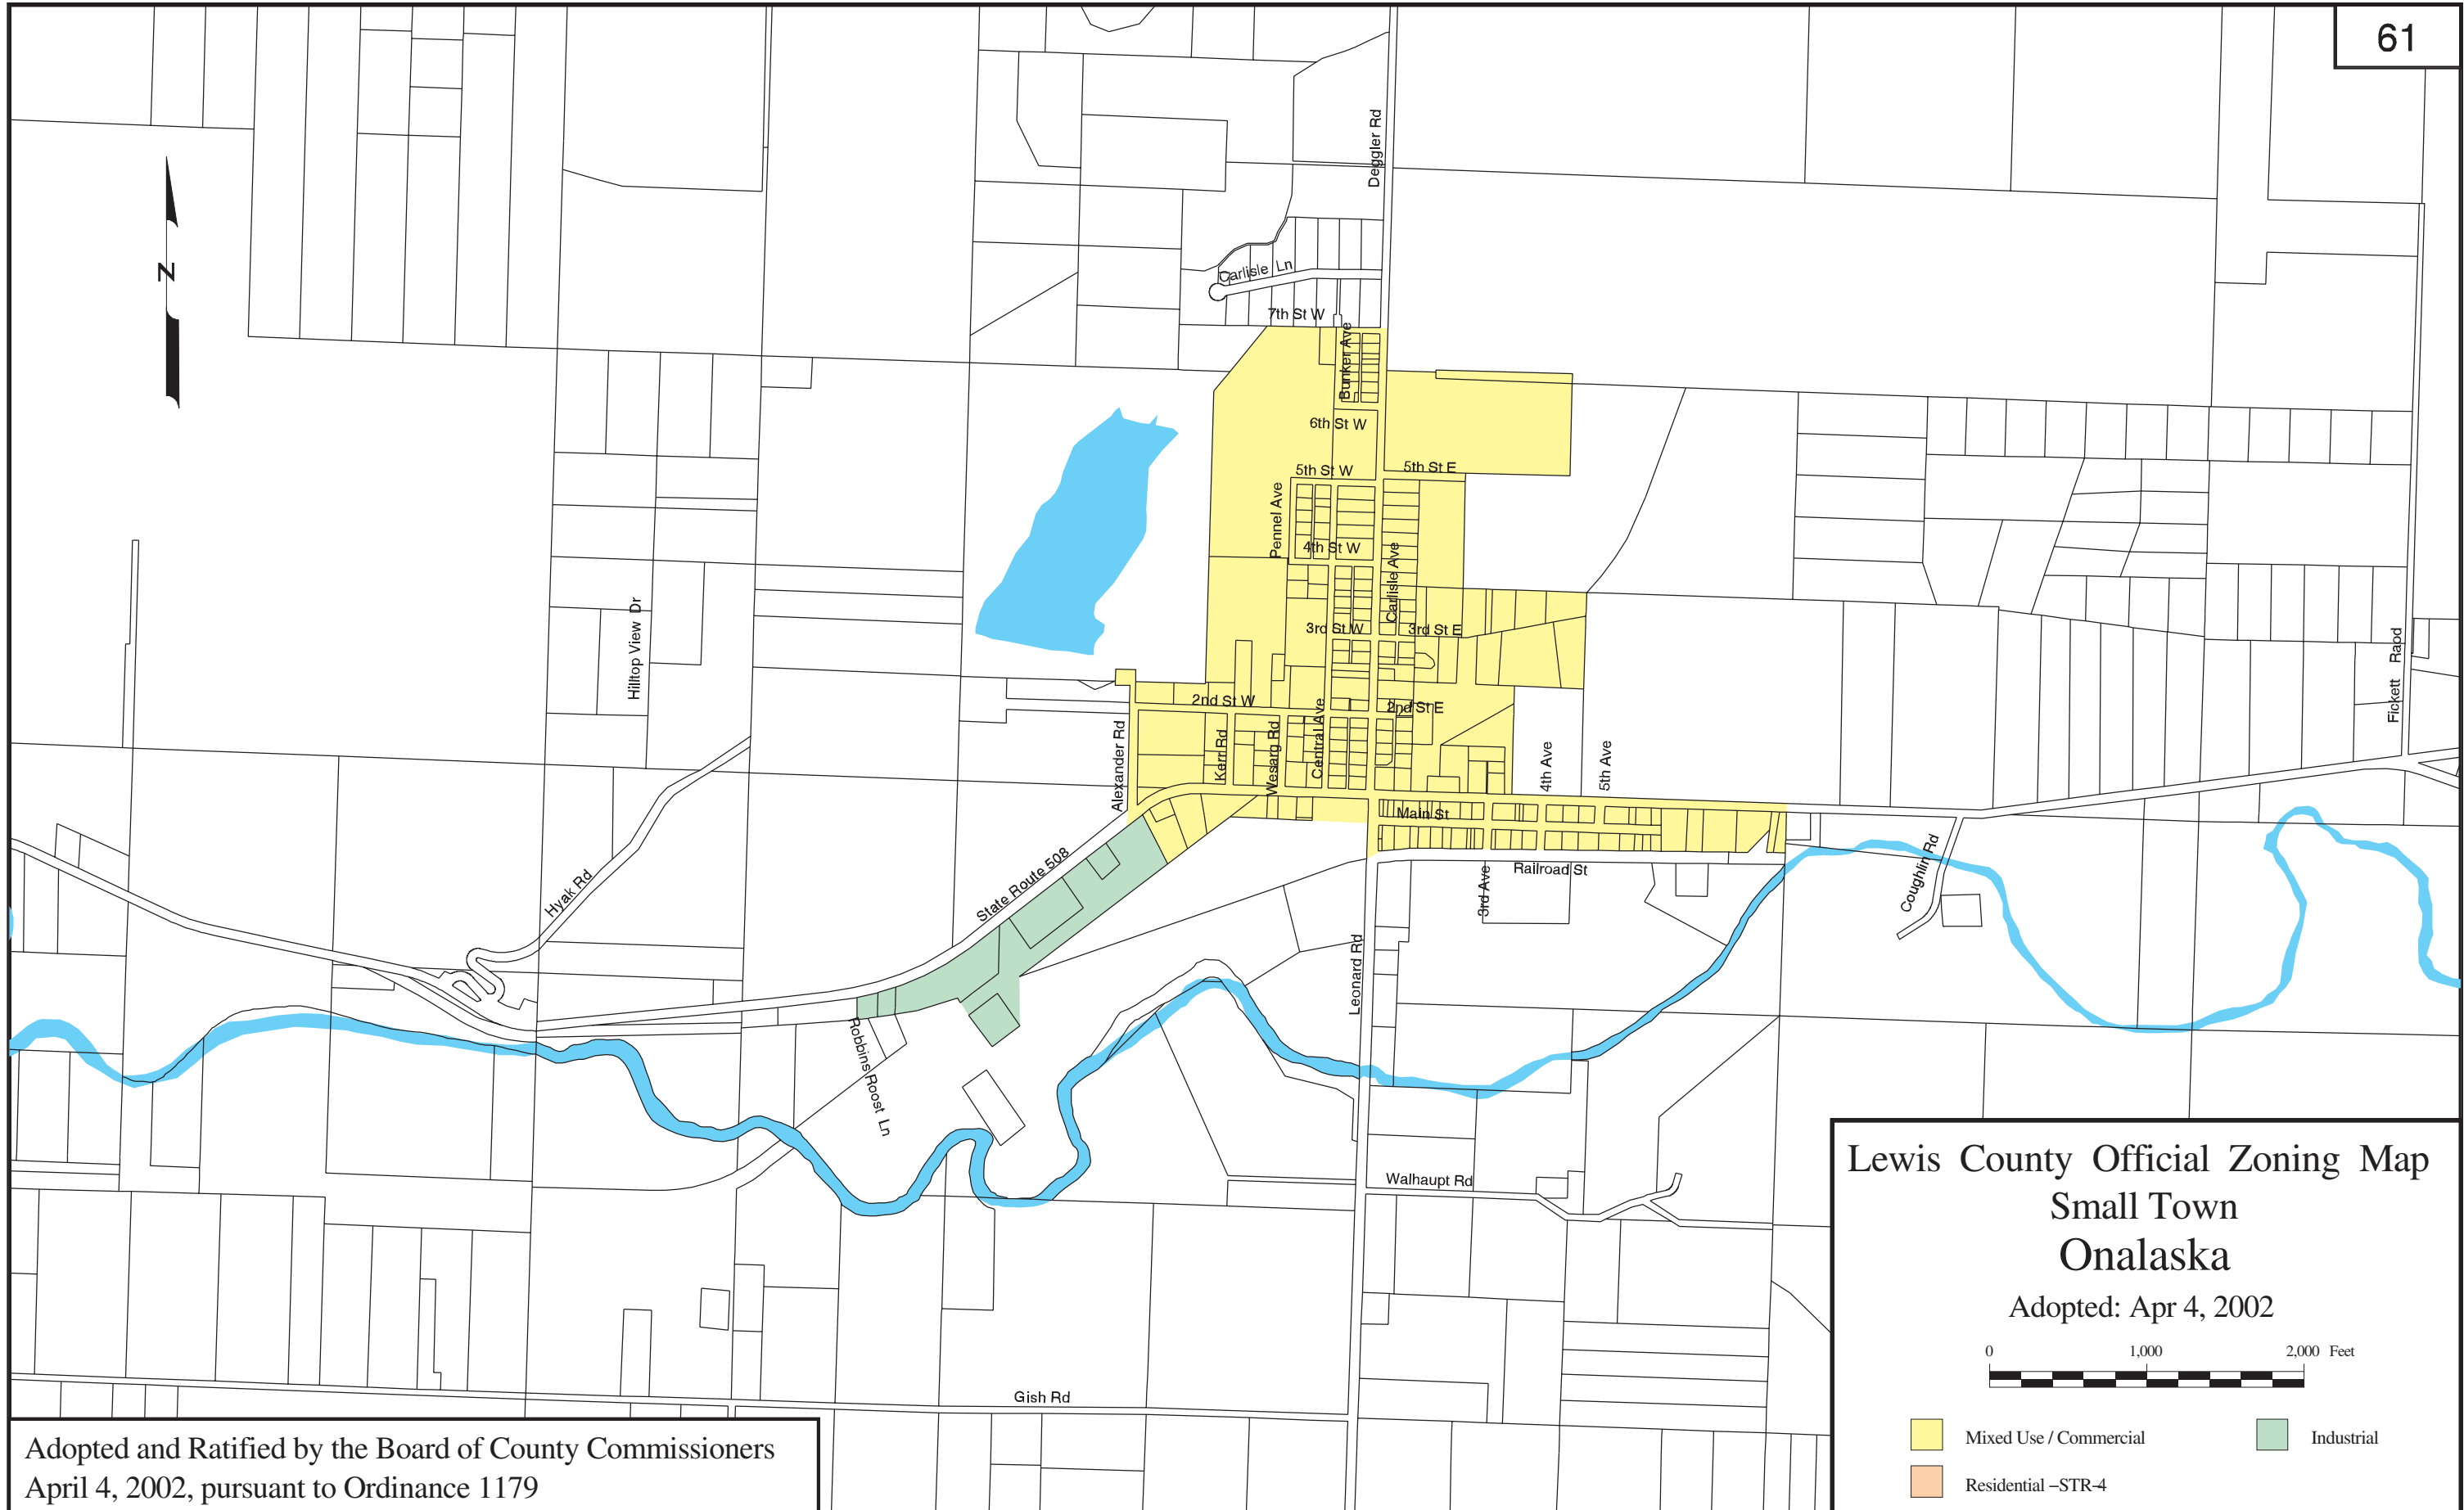 61
Deggler Rd
N
Carlisle Ln
7th St W
Bunker Ave
6th St W
5th St W
5th St E
Pennel Ave
4th St W
Carlisle Ave
3rd St W
3rd St E
Hilltop View Dr
Fickett Raod
2nd St W
2nd St E
Alexander Rd
Kerr Rd
Wesarg Rd
Central Ave
4th Ave
5th Ave
Main St
State Route 508
Hyak Rd
Railroad St
3rd Ave
Coughlin Rd
Leonard Rd
Robbins Roost Ln
Walhaupt Rd
Gish Rd
Lewis County Official Zoning Map
Small Town
Onalaska
Adopted: Apr 4, 2002
0 1,000 2,000 Feet
Mixed Use / Commercial
Industrial
Residential –STR-4
Adopted and Ratified by the Board of County Commissioners
April 4, 2002, pursuant to Ordinance 1179